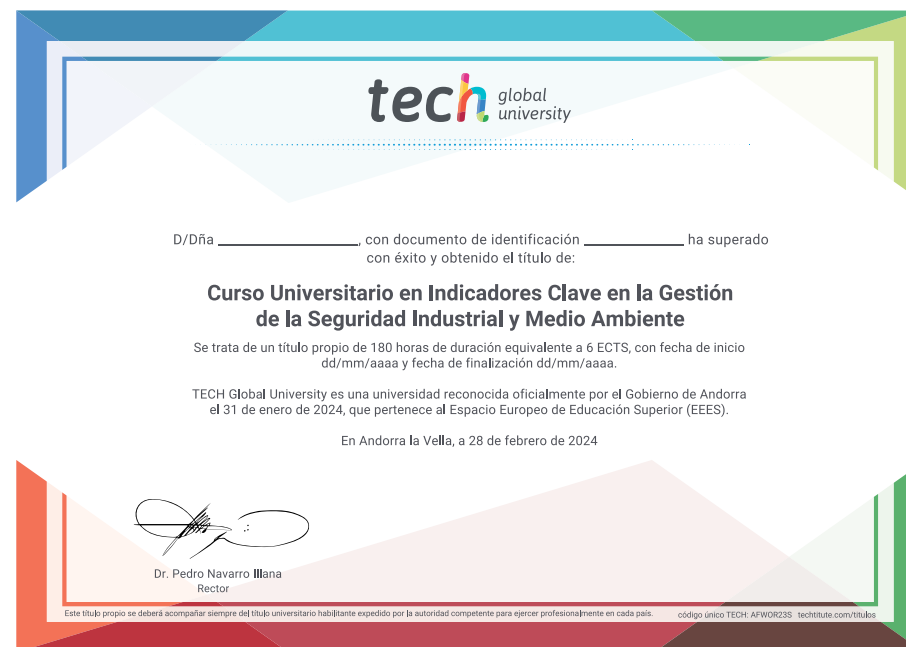 tech global university
D/Dña ____________, con documento de identificación ____________ ha superado
con éxito y obtenido el título de:
Curso Universitario en Indicadores Clave en la Gestión
de la Seguridad Industrial y Medio Ambiente
Se trata de un título propio de 180 horas de duración equivalente a 6 ECTS, con fecha de inicio
dd/mm/aaaa y fecha de finalización dd/mm/aaaa.
TECH Global University es una universidad reconocida oficialmente por el Gobierno de Andorra
el 31 de enero de 2024, que pertenece al Espacio Europeo de Educación Superior (EEES).
En Andorra la Vella, a 28 de febrero de 2024
Dr. Pedro Navarro Illana
Rector
Este título propio se deberá acompañar siempre del título universitario habilitante expedido por la autoridad competente para ejercer profesionalmente en cada país.
código único TECH: AFWOR23S techtitute.com/titulos